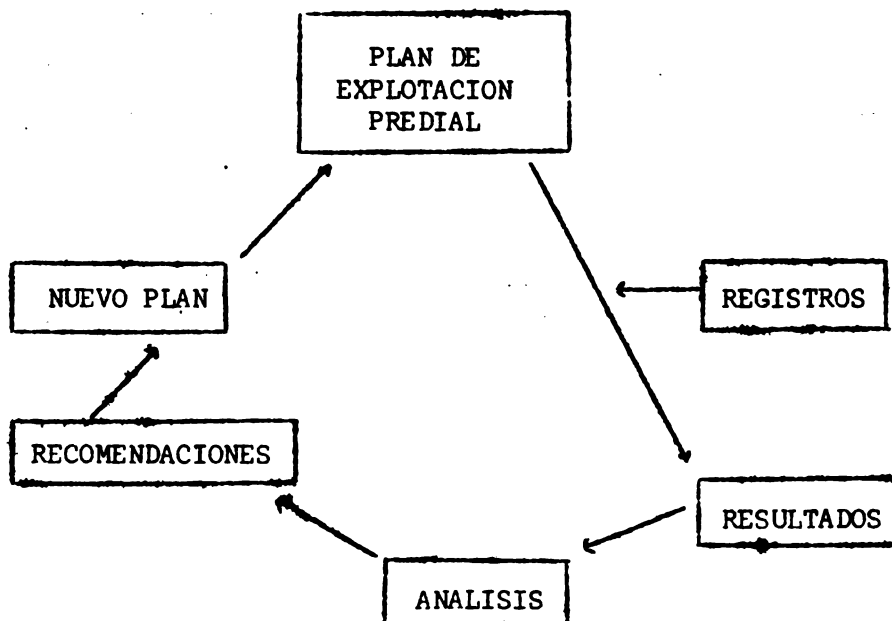 PLAN DE
EXPLOTACION
PREDIAL
NUEVO PLAN
REGISTROS
RECOMENDACIONES
RESULTADOS
ANALISIS